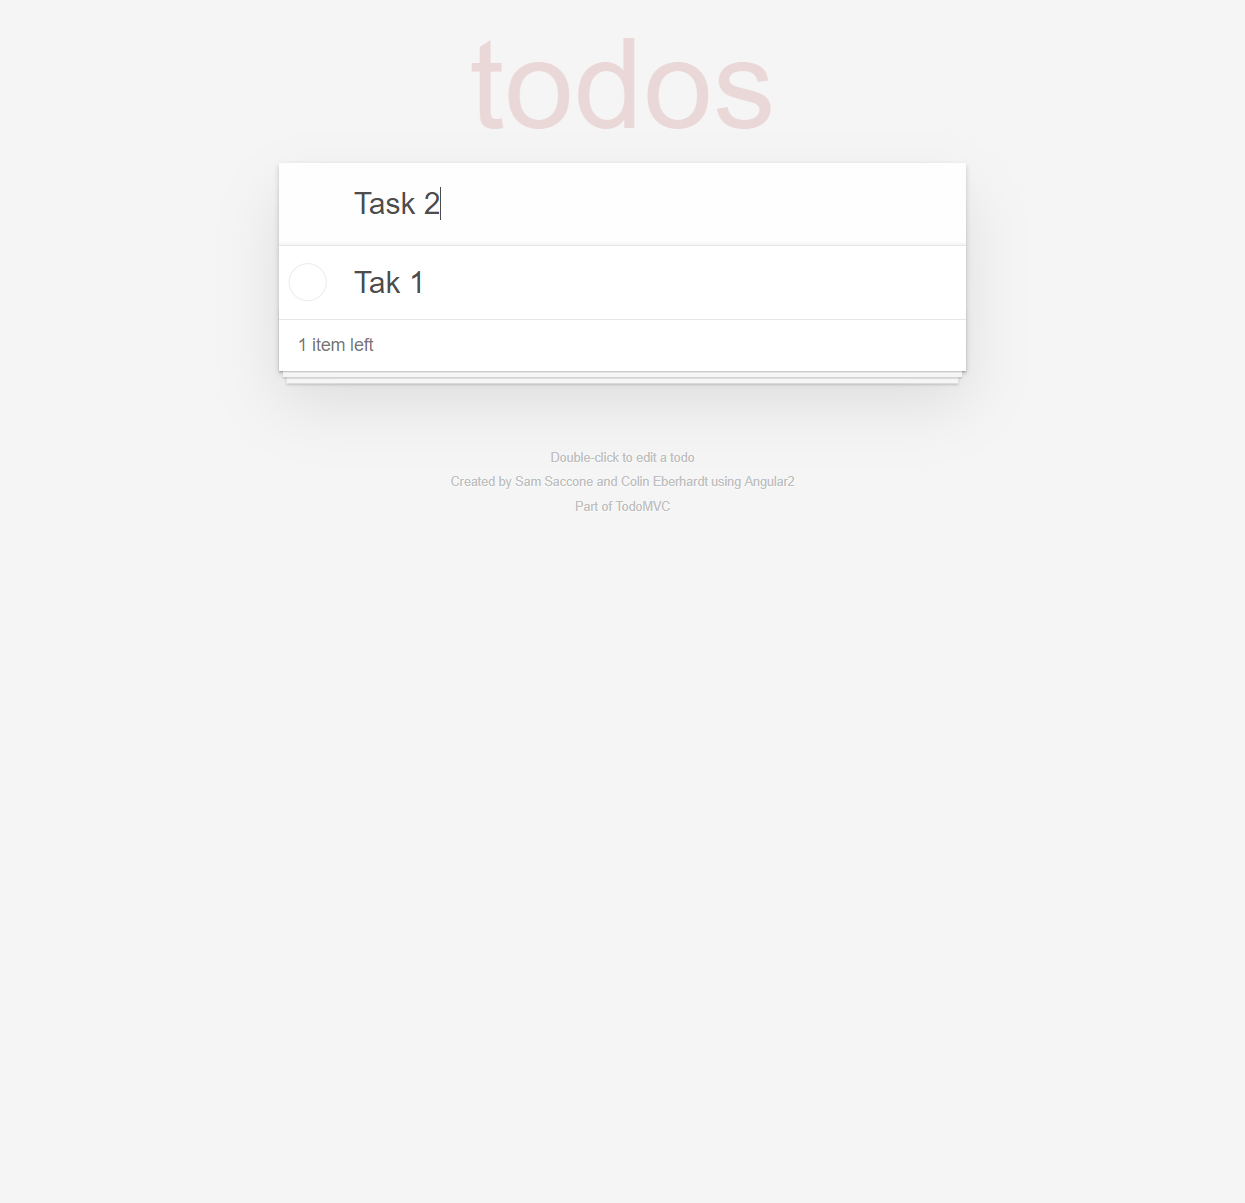 todos
Task 2
Tak 1
1 item left
Double-click to edit a todo
Created by Sam Saccone and Colin Eberhardt using Angular2
Part of TodoMVC